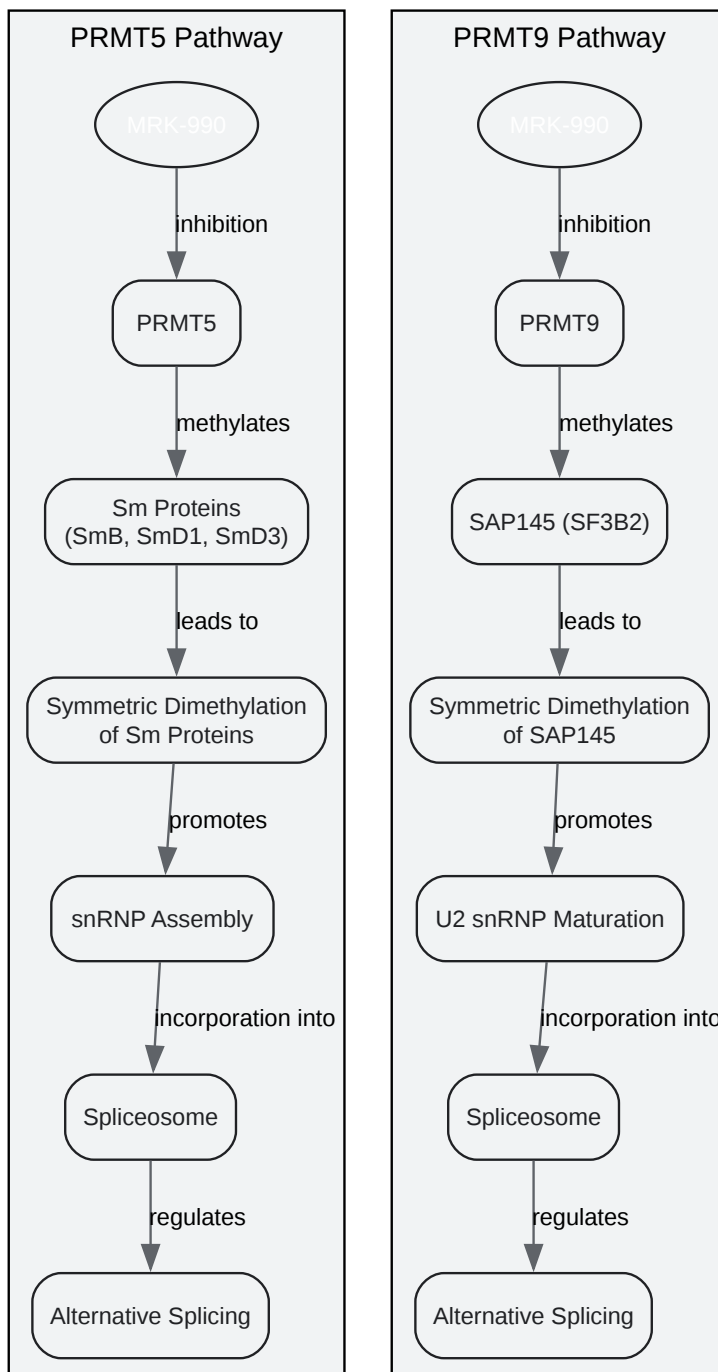 PRMT5 Pathway
MRK-990
inhibition
PRMT5
methylates
Sm Proteins
(SmB, SmD1, SmD3)
leads to
Symmetric Dimethylation
of Sm Proteins
promotes
snRNP Assembly
incorporation into
Spliceosome
regulates
Alternative Splicing
PRMT9 Pathway
MRK-990
inhibition
PRMT9
methylates
SAP145 (SF3B2)
leads to
Symmetric Dimethylation
of SAP145
promotes
U2 snRNP Maturation
incorporation into
Spliceosome
regulates
Alternative Splicing